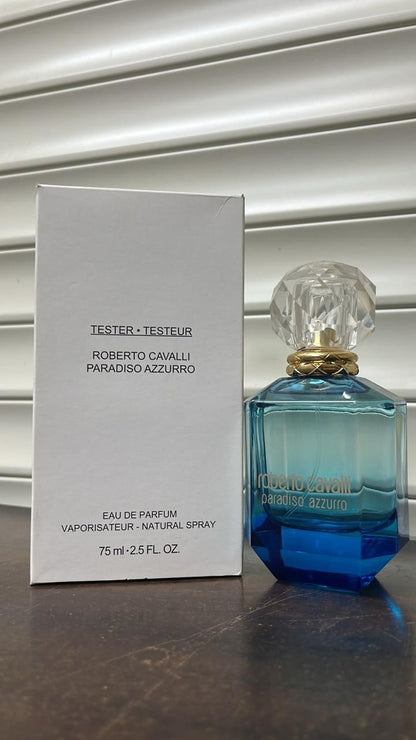 TESTER • TESTEUR
ROBERTO CAVALLI
PARADISO AZZURRO
EAU DE PARFUM
VAPORISATEUR - NATURAL SPRAY
75 ml • 2.5 FL. OZ.
roberto cavalli
paradiso azzurro